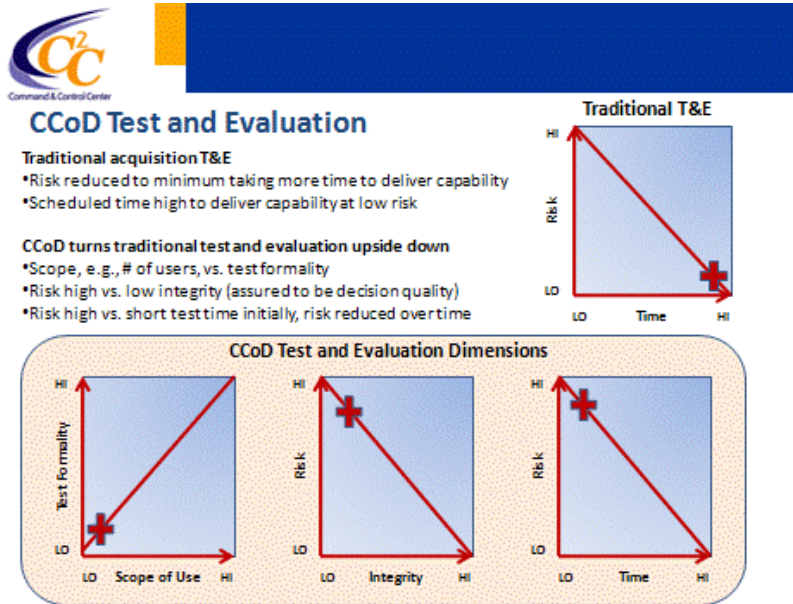 C2C
Command & Control Center
CCoD Test and Evaluation
Traditional acquisition T&E
•Risk reduced to minimum taking more time to deliver capability
•Scheduled time high to deliver capability at low risk
CCoD turns traditional test and evaluation upside down
•Scope, e.g., # of users, vs. test formality
•Risk high vs. low integrity (assured to be decision quality)
•Risk high vs. short test time initially, risk reduced over time
Traditional T&E
HI
Risk
LO
LO Time HI
CCoD Test and Evaluation Dimensions
HI
Test Formality
LO
LO Scope of Use HI
HI
Risk
LO
LO Integrity HI
HI
Risk
LO
LO Time HI